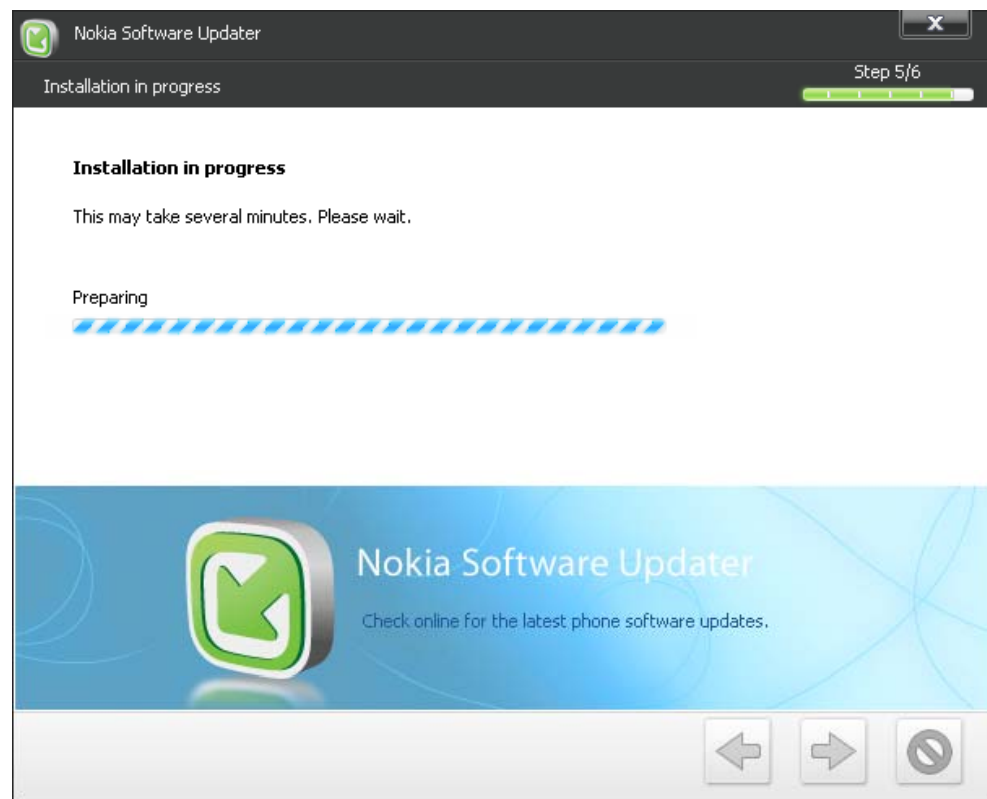 Nokia Software Updater
Installation in progress
Step 5/6
Installation in progress
This may take several minutes. Please wait.
Preparing
Nokia Software Updater
Check online for the latest phone software updates.